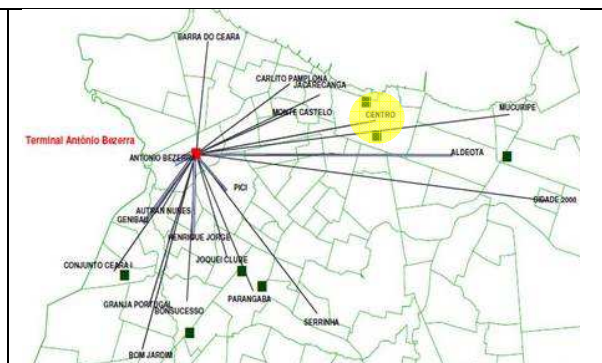 BARRA DO CEARA
CARLITO PAMPLONA
JACARECANGA
MONTE CASTELO
CENTRO
MUCURIPE
Terminal Antônio Bezerra
ANTONIO BEZERRA
ALDEOTA
PICI
CIDADE 2000
AUTRAN NUNES
GENIBAU
HENRIQUE JORGE
JOQUEI CLUBE
CONJUNTO CEARA I
PARANGABA
GRANJA PORTUGAL
BONSUCESSO
SERRINHA
BOM JARDIM